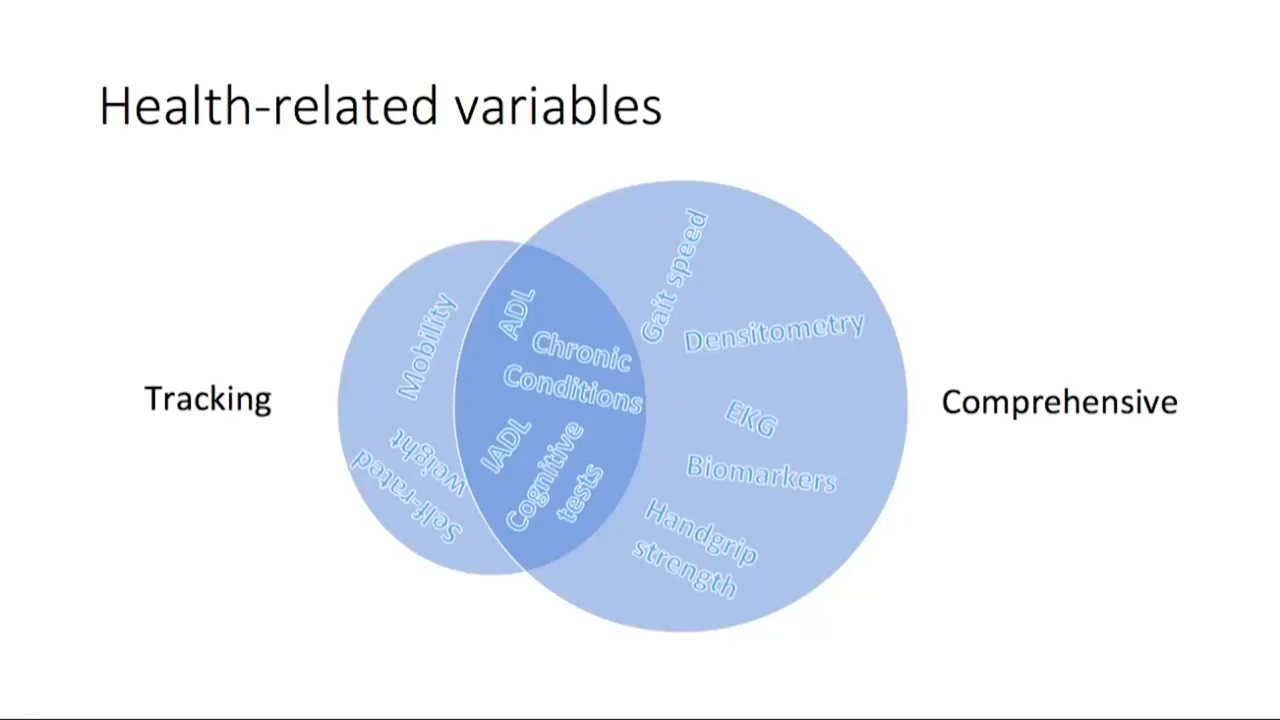 Health-related variables
Tracking
Mobility
Self-rated
weight
ADL
Chronic
Conditions
IADL
Cognitive
tests
Gait speed
Densitometry
EKG
Biomarkers
Handgrip
strength
Comprehensive